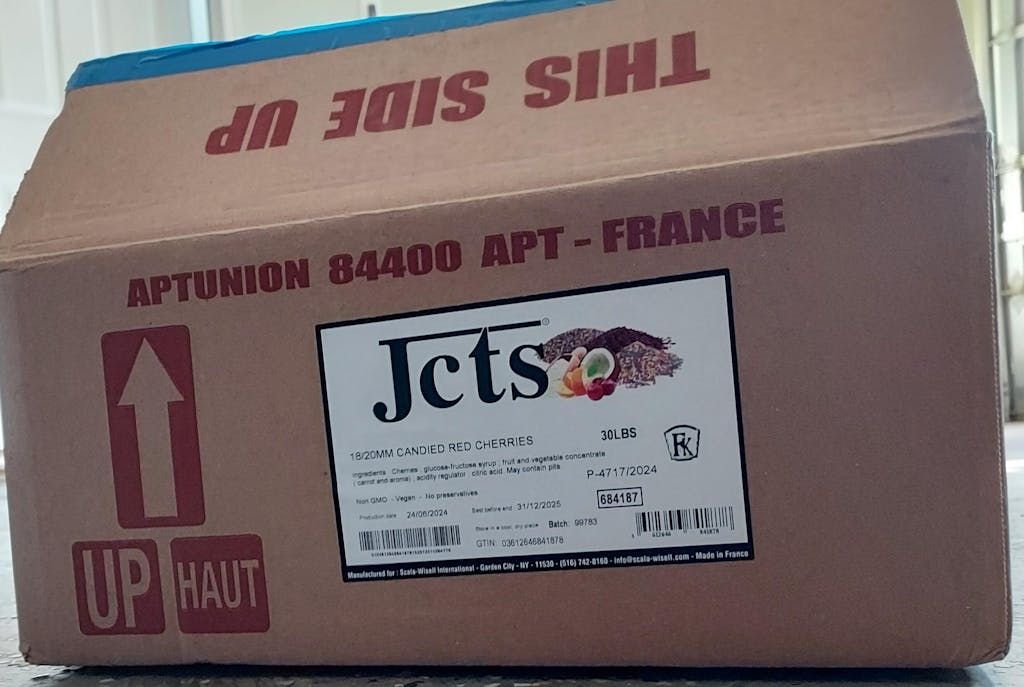 THIS SIDE UP
APTUNION 84400 APT - FRANCE
Jcts®
18/20MM CANDIED RED CHERRIES 30LBS
FK
Ingredients : Cherries ; glucose-fructose syrup ; fruit and vegetable concentrate
( carrot and aronia) ; acidity regulator : citric acid. May contain pits.
P-4717/2024
Non GMO - Vegan - No preservatives
684187
Production date 24/06/2024 Best before end : 31/12/2025
Store in a cool, dry place Batch: 99783
GTIN: 03612646841878
Manufactured for : Scala-Wisell International - Garden City - NY - 11530 - (516) 742-8160 - info@scala-wisell.com - Made in France
UP HAUT